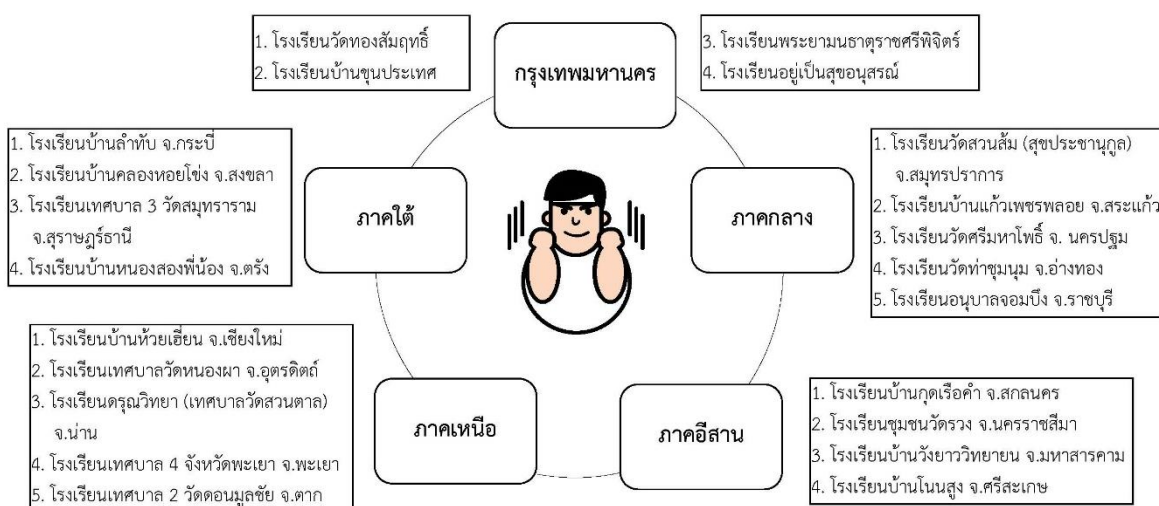 1. โรงเรียนวัดทองสัมฤทธิ์
2. โรงเรียนบ้านขุนประเทศ
กรุงเทพมหานคร
3. โรงเรียนพระยามนธาตุราชศรีพิจิตร์
4. โรงเรียนอยู่เป็นสุขอนุสรณ์
1. โรงเรียนบ้านลำทับ จ.กระบี่
2. โรงเรียนบ้านคลองหอยโข่ง จ.สงขลา
3. โรงเรียนเทศบาล 3 วัดสมุทราราม
จ.สุราษฎร์ธานี
4. โรงเรียนบ้านหนองสองพี่น้อง จ.ตรัง
ภาคใต้
ภาคกลาง
1. โรงเรียนวัดสวนส้ม (สุขประชานุกูล)
จ.สมุทรปราการ
2. โรงเรียนบ้านแก้วเพชรพลอย จ.สระแก้ว
3. โรงเรียนวัดศรีมหาโพธิ์ จ. นครปฐม
4. โรงเรียนวัดท่าชุมนุม จ.อ่างทอง
5. โรงเรียนอนุบาลจอมบึง จ.ราชบุรี
1. โรงเรียนบ้านห้วยเฮี่ยน จ.เชียงใหม่
2. โรงเรียนเทศบาลวัดหนองผา จ.อุตรดิตถ์
3. โรงเรียนดรุณวิทยา (เทศบาลวัดสวนตาล)
จ.น่าน
4. โรงเรียนเทศบาล 4 จังหวัดพะเยา จ.พะเยา
5. โรงเรียนเทศบาล 2 วัดดอนมูลชัย จ.ตาก
ภาคเหนือ
ภาคอีสาน
1. โรงเรียนบ้านกุดเรือคำ จ.สกลนคร
2. โรงเรียนชุมชนวัดรวง จ.นครราชสีมา
3. โรงเรียนบ้านวังยาววิทยายน จ.มหาสารคาม
4. โรงเรียนบ้านโนนสูง จ.ศรีสะเกษ